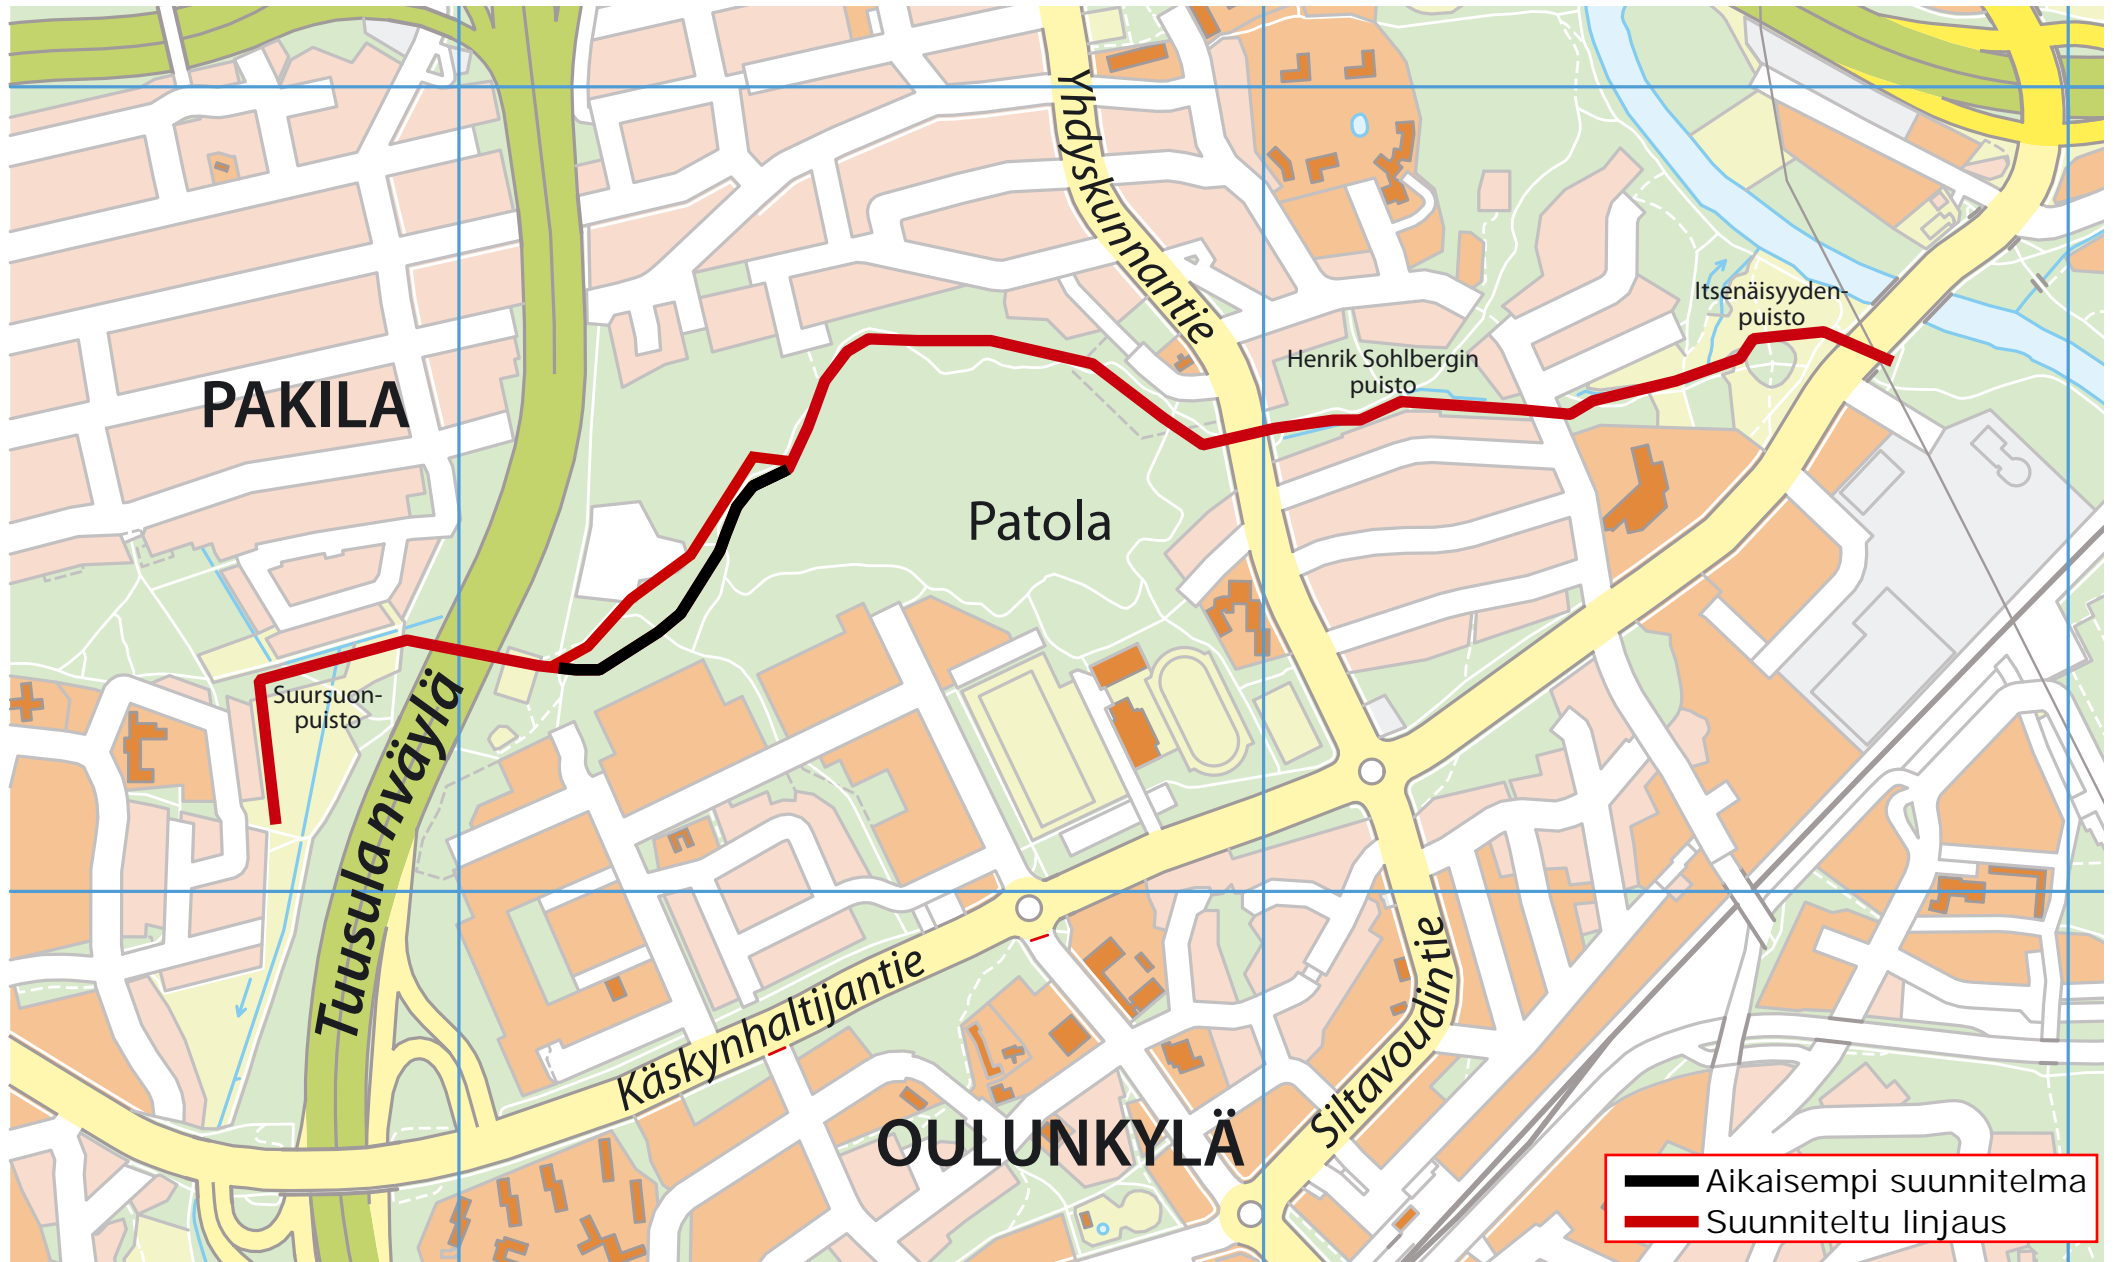 Yhdyskunnantie
Itsenäisyyden-
puisto
Henrik Sohlbergin
puisto
PAKILA
Patola
Suursuon-
puisto
Tuusulanväylä
Käskynhaltijantie
Siltavoudintie
OULUNKYLÄ
Aikaisempi suunnitelma
Suunniteltu linjaus